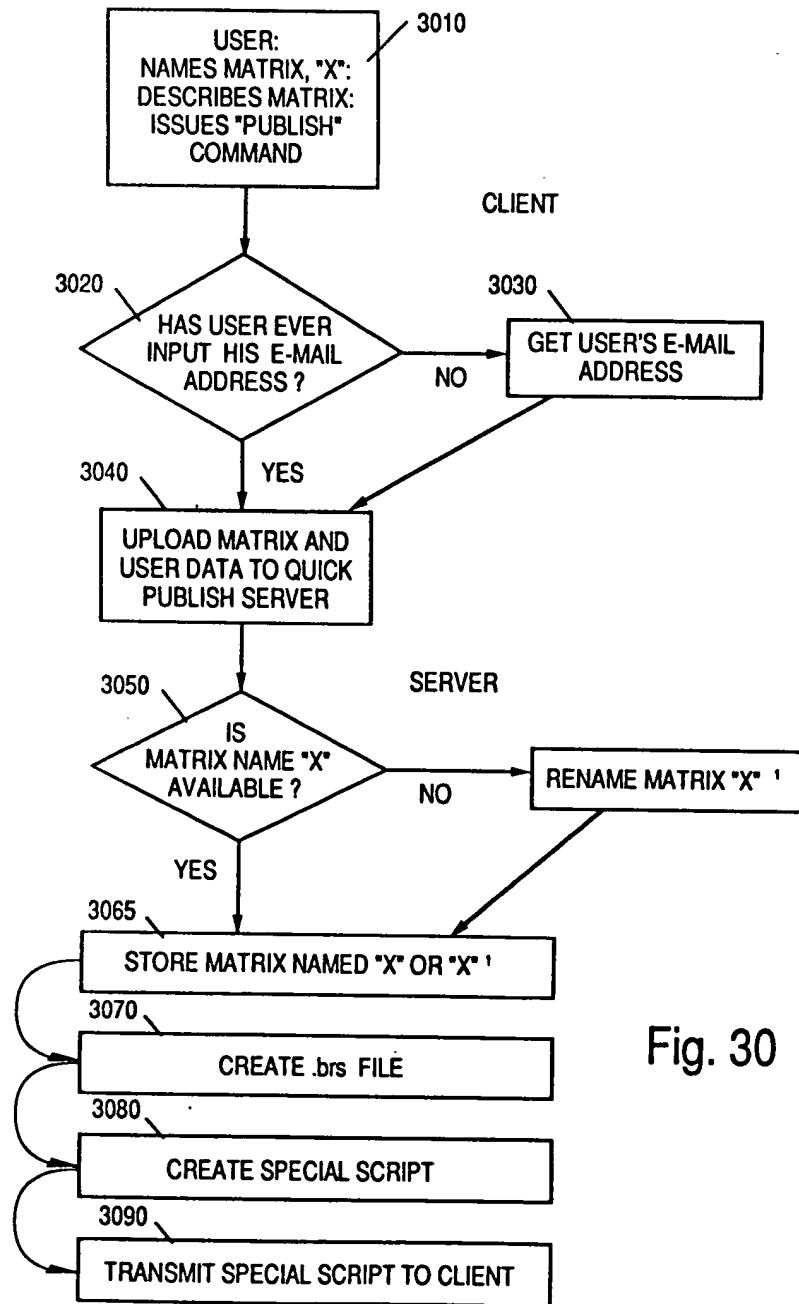 3010
USER:
NAMES MATRIX, "X":
DESCRIBES MATRIX:
ISSUES "PUBLISH"
COMMAND
CLIENT
3020
HAS USER EVER
INPUT HIS E-MAIL
ADDRESS ?
NO
3030
GET USER'S E-MAIL
ADDRESS
YES
3040
UPLOAD MATRIX AND
USER DATA TO QUICK
PUBLISH SERVER
SERVER
3050
IS
MATRIX NAME "X"
AVAILABLE ?
NO
RENAME MATRIX "X" ¹
YES
3065
STORE MATRIX NAMED "X" OR "X" ¹
3070
CREATE .brs FILE
3080
CREATE SPECIAL SCRIPT
3090
TRANSMIT SPECIAL SCRIPT TO CLIENT
Fig. 30